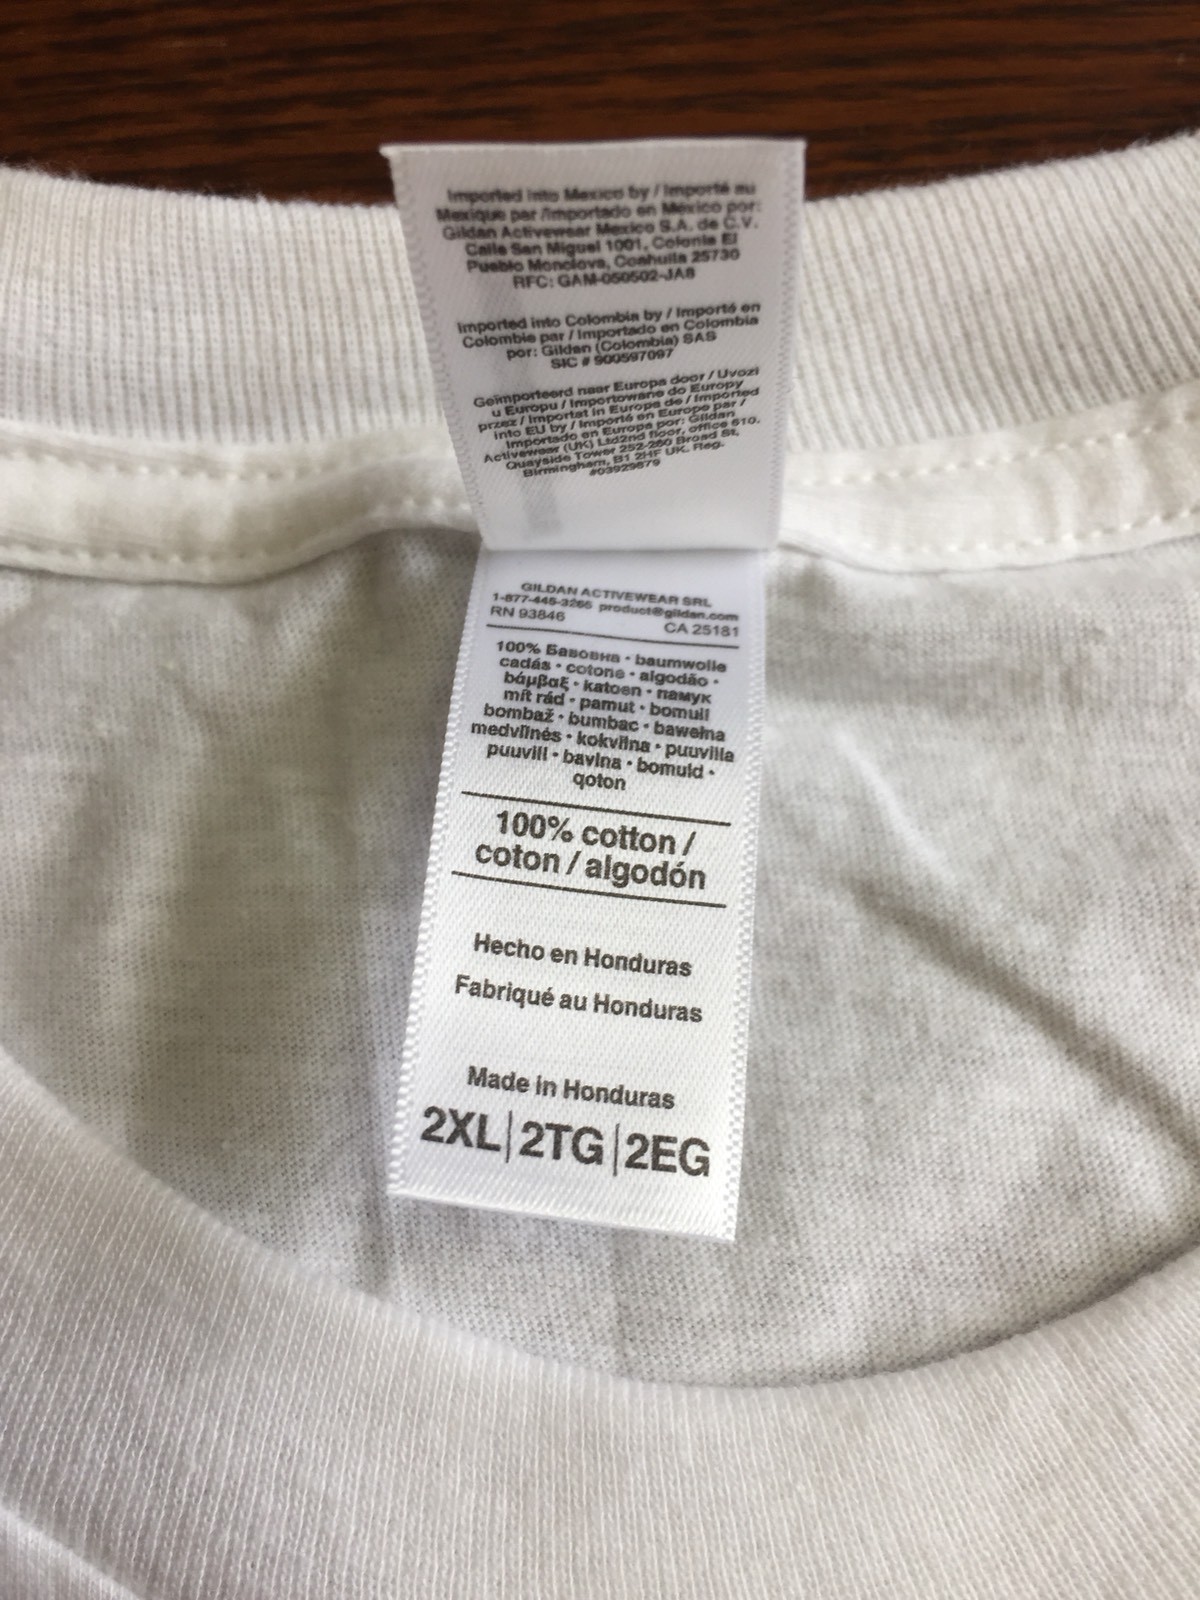 Imported into Mexico by / Importé au
Mexique par /Importado en Mexico por:
Gildan Activewear Mexico S.A. de C.V.
Calle San Miguel 1001, Colonia El
Pueblo Monclova, Coahuila 25730
RFC: GAM-050502-JA8
Imported into Colombia by / Importé en
Colombie par / Importado en Colombia
por: Gildan (Colombia) SAS
SIC # 900597097
Geïmporteerd naar Europa door / Uvozi
u Europu / Importowane do Europy
przez / Importat in Europa de / Imported
into EU by / Importé en Europe par /
Importado en Europa por: Gildan
Activewear (UK) Ltd2nd floor, office 610,
Quayside Tower 252-260 Broad St,
Birmingham, B1 2HF UK. Reg.
#03929879
GILDAN ACTIVEWEAR SRL
1-877-445-3265 product@gildan.com
RN 93846 CA 25181
100% Бавовна · baumwolle
cadás · cotone · algodão ·
βάμβαξ · katoen · памук
mít rád · pamut · bomull
bombaž · bumbac · bawełna
medvilnės · kokvilna · puuvilla
puuvill · bavlna · bomuld ·
qoton
100% cotton /
coton / algodón
Hecho en Honduras
Fabriqué au Honduras
Made in Honduras
2XL|2TG|2EG